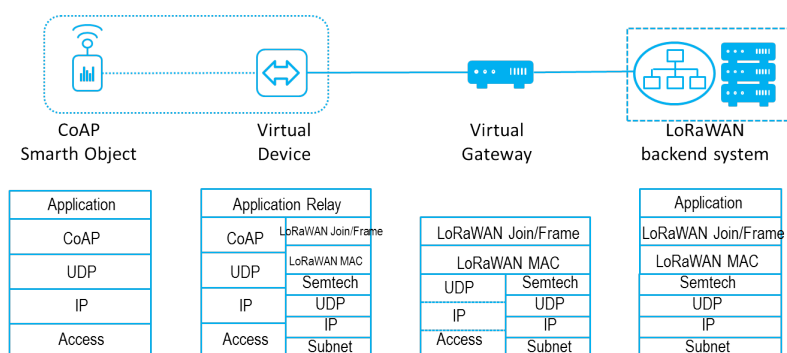 CoAP
Smarth Object
Virtual
Device
Virtual
Gateway
LoRaWAN
backend system
Application
CoAP
UDP
IP
Access
Application Relay
CoAP
UDP
IP
Access
LoRaWAN Join/Frame
LoRaWAN MAC
Semtech
UDP
IP
Subnet
LoRaWAN Join/Frame
LoRaWAN MAC
UDP
IP
Access
Semtech
UDP
IP
Subnet
Application
LoRaWAN Join/Frame
LoRaWAN MAC
Semtech
UDP
IP
Subnet